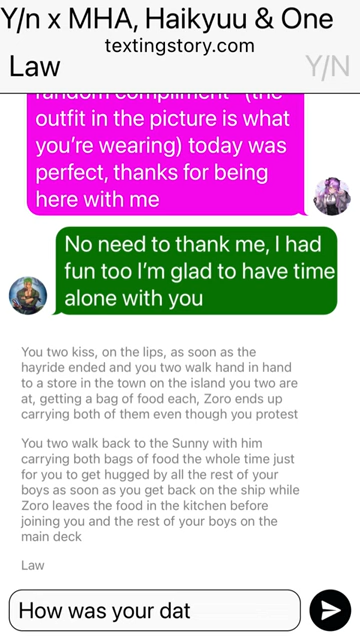 Y/n x MHA, Haikyuu & One
textingstory.com
Law
Y/N
random compliment* (the
outfit in the picture is what
you're wearing) today was
perfect, thanks for being
here with me
No need to thank me, I had
fun too I'm glad to have time
alone with you
You two kiss, on the lips, as soon as the
hayride ended and you two walk hand in hand
to a store in the town on the island you two are
at, getting a bag of food each, Zoro ends up
carrying both of them even though you protest
You two walk back to the Sunny with him
carrying both bags of food the whole time just
for you to get hugged by all the rest of your
boys as soon as you get back on the ship while
Zoro leaves the food in the kitchen before
joining you and the rest of your boys on the
main deck
Law
How was your dat